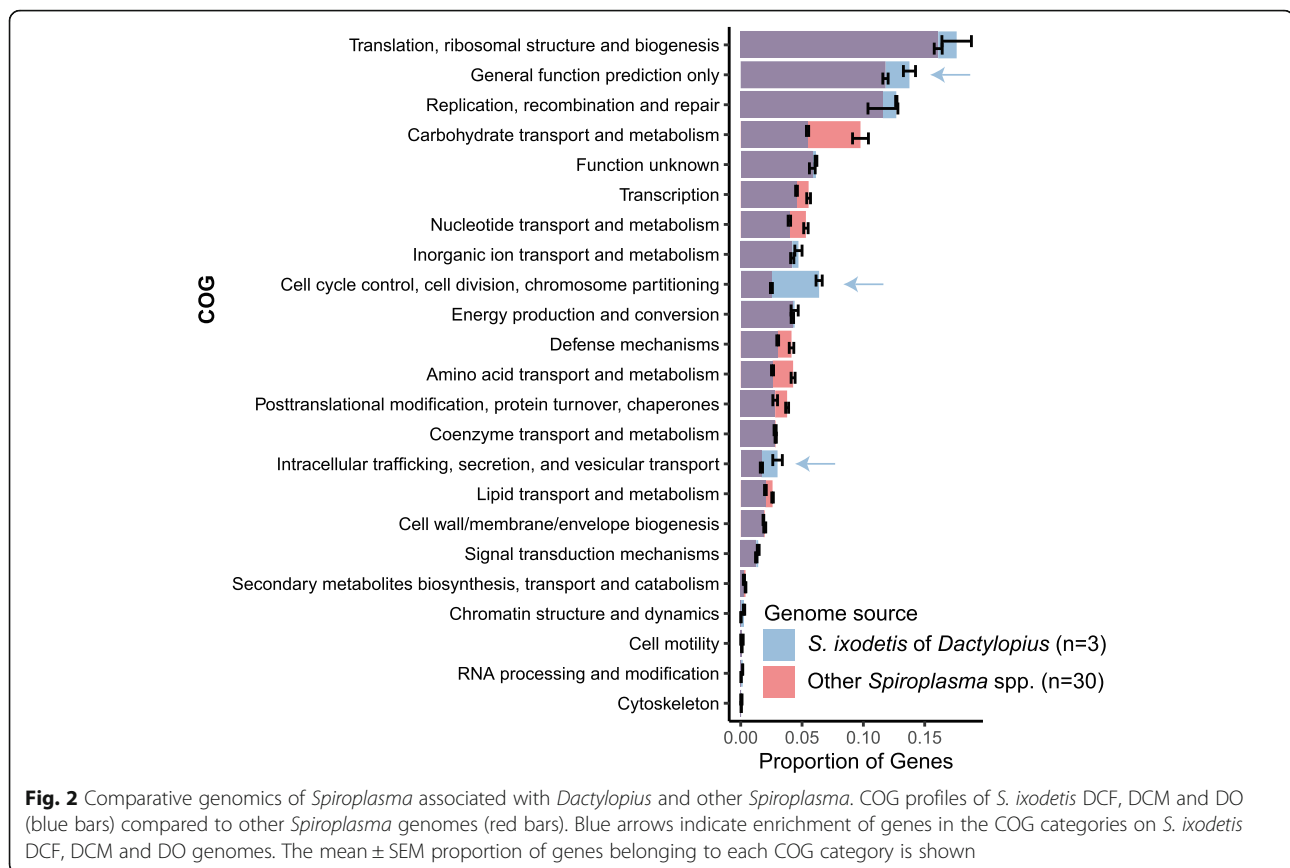 Translation, ribosomal structure and biogenesis
General function prediction only
Replication, recombination and repair
Carbohydrate transport and metabolism
Function unknown
Transcription
Nucleotide transport and metabolism
Inorganic ion transport and metabolism
Cell cycle control, cell division, chromosome partitioning
Energy production and conversion
Defense mechanisms
Amino acid transport and metabolism
Posttranslational modification, protein turnover, chaperones
Coenzyme transport and metabolism
Intracellular trafficking, secretion, and vesicular transport
Lipid transport and metabolism
Cell wall/membrane/envelope biogenesis
Signal transduction mechanisms
Secondary metabolites biosynthesis, transport and catabolism
Chromatin structure and dynamics
Cell motility
RNA processing and modification
Cytoskeleton
COG
Genome source
S. ixodetis of Dactylopius (n=3)
Other Spiroplasma spp. (n=30)
0.00 0.05 0.10 0.15
Proportion of Genes
Fig. 2 Comparative genomics of Spiroplasma associated with Dactylopius and other Spiroplasma. COG profiles of S. ixodetis DCF, DCM and DO
(blue bars) compared to other Spiroplasma genomes (red bars). Blue arrows indicate enrichment of genes in the COG categories on S. ixodetis
DCF, DCM and DO genomes. The mean ± SEM proportion of genes belonging to each COG category is shown